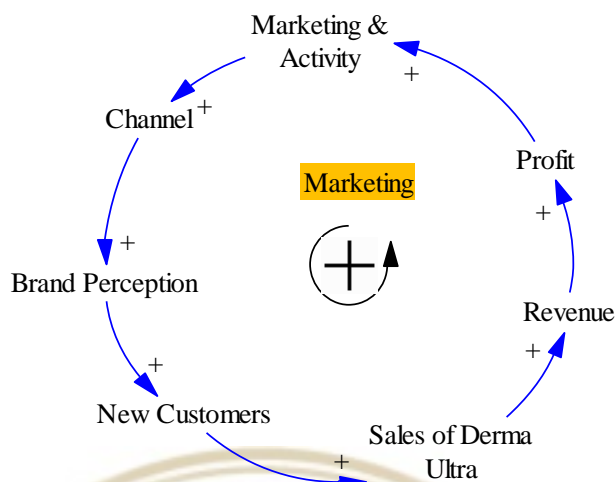 Marketing &
Activity
+
+
Channel
Profit
Marketing
+
+
Brand Perception
Revenue
+
+
New Customers
Sales of Derma
Ultra
+